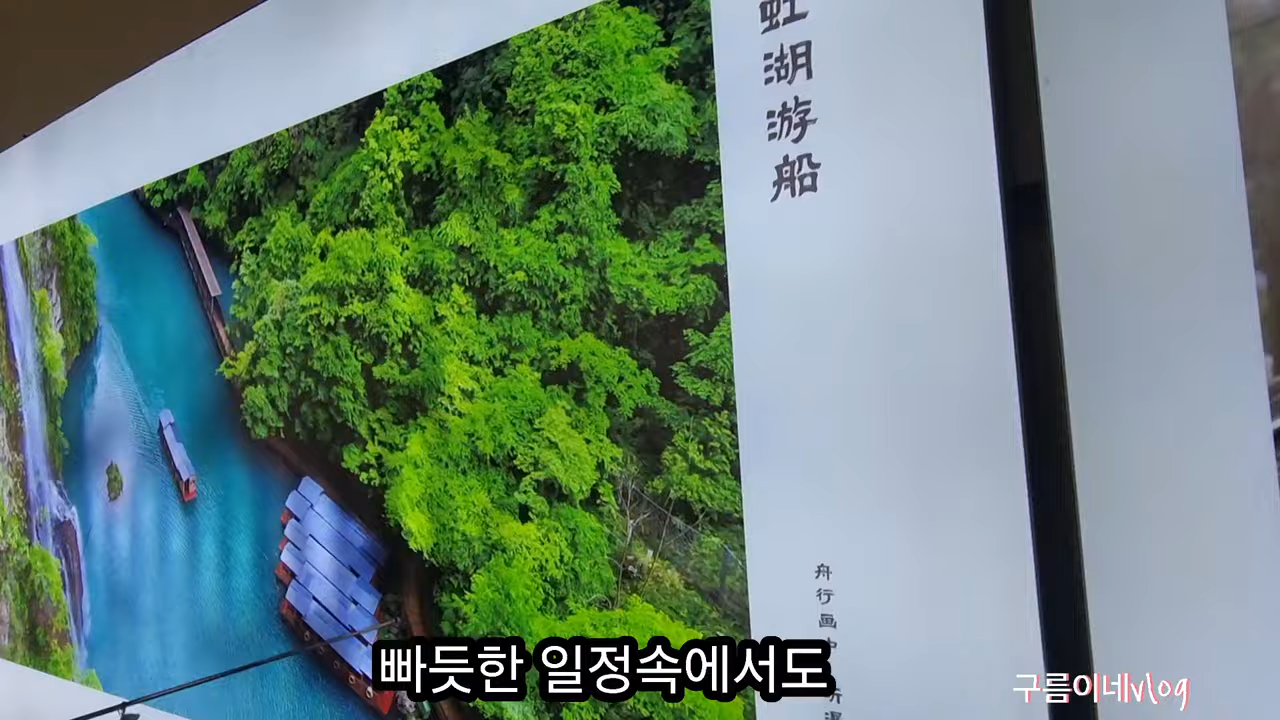 虹湖游船
舟行画中
빠듯한 일정속에서도
구름이네vlog